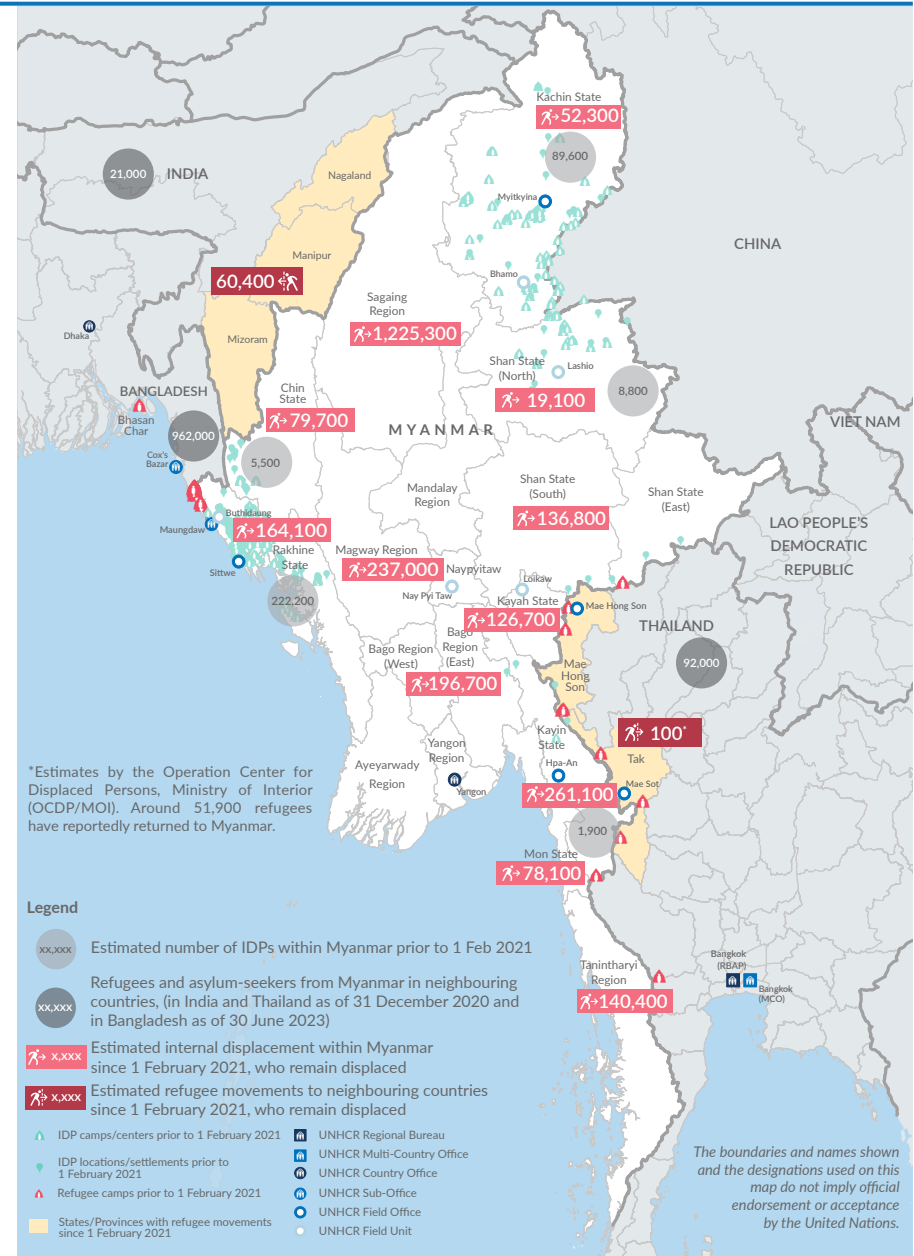 Kachin State
52,300
89,600
21,000
INDIA
Nagaland
Myitkyina
Manipur
CHINA
60,400
Bhamo
Sagaing
Region
1,225,300
Dhaka
Mizoram
Shan State
(North)
Lashio
19,100
8,800
BANGLADESH
Bhasan
Char
Chin
State
79,700
MYANMAR
VIET NAM
962,000
Cox's
Bazar
5,500
Mandalay
Region
Shan State
(South)
136,800
Shan State
(East)
Buthidaung
Maungdaw
164,100
Rakhine
State
Sittwe
222,200
Magway Region
237,000
Naypyitaw
Nay Pyi Taw
Loikaw
LAO PEOPLE'S
DEMOCRATIC
REPUBLIC
Kayah State
126,700
Mae Hong Son
THAILAND
92,000
Bago Region
(West)
Bago
Region
(East)
196,700
Mae
Hong
Son
100*
Tak
Kayin
State
Hpa-An
261,100
Mae Sot
Ayeyarwady
Region
Yangon
Region
Yangon
1,900
Mon State
78,100
*Estimates by the Operation Center for
Displaced Persons, Ministry of Interior
(OCDP/MOI). Around 51,900 refugees
have reportedly returned to Myanmar.
Tanintharyi
Region
140,400
Bangkok
(RBAP)
Bangkok
(MCO)
Legend
xx,xxx
Estimated number of IDPs within Myanmar prior to 1 Feb 2021
xx,xxx
Refugees and asylum-seekers from Myanmar in neighbouring
countries, (in India and Thailand as of 31 December 2020 and
in Bangladesh as of 30 June 2023)
x,xxx
Estimated internal displacement within Myanmar
since 1 February 2021, who remain displaced
x,xxx
Estimated refugee movements to neighbouring countries
since 1 February 2021, who remain displaced
IDP camps/centers prior to 1 February 2021
IDP locations/settlements prior to
1 February 2021
Refugee camps prior to 1 February 2021
States/Provinces with refugee movements
since 1 February 2021
UNHCR Regional Bureau
UNHCR Multi-Country Office
UNHCR Country Office
UNHCR Sub-Office
UNHCR Field Office
UNHCR Field Unit
The boundaries and names shown
and the designations used on this
map do not imply official
endorsement or acceptance
by the United Nations.